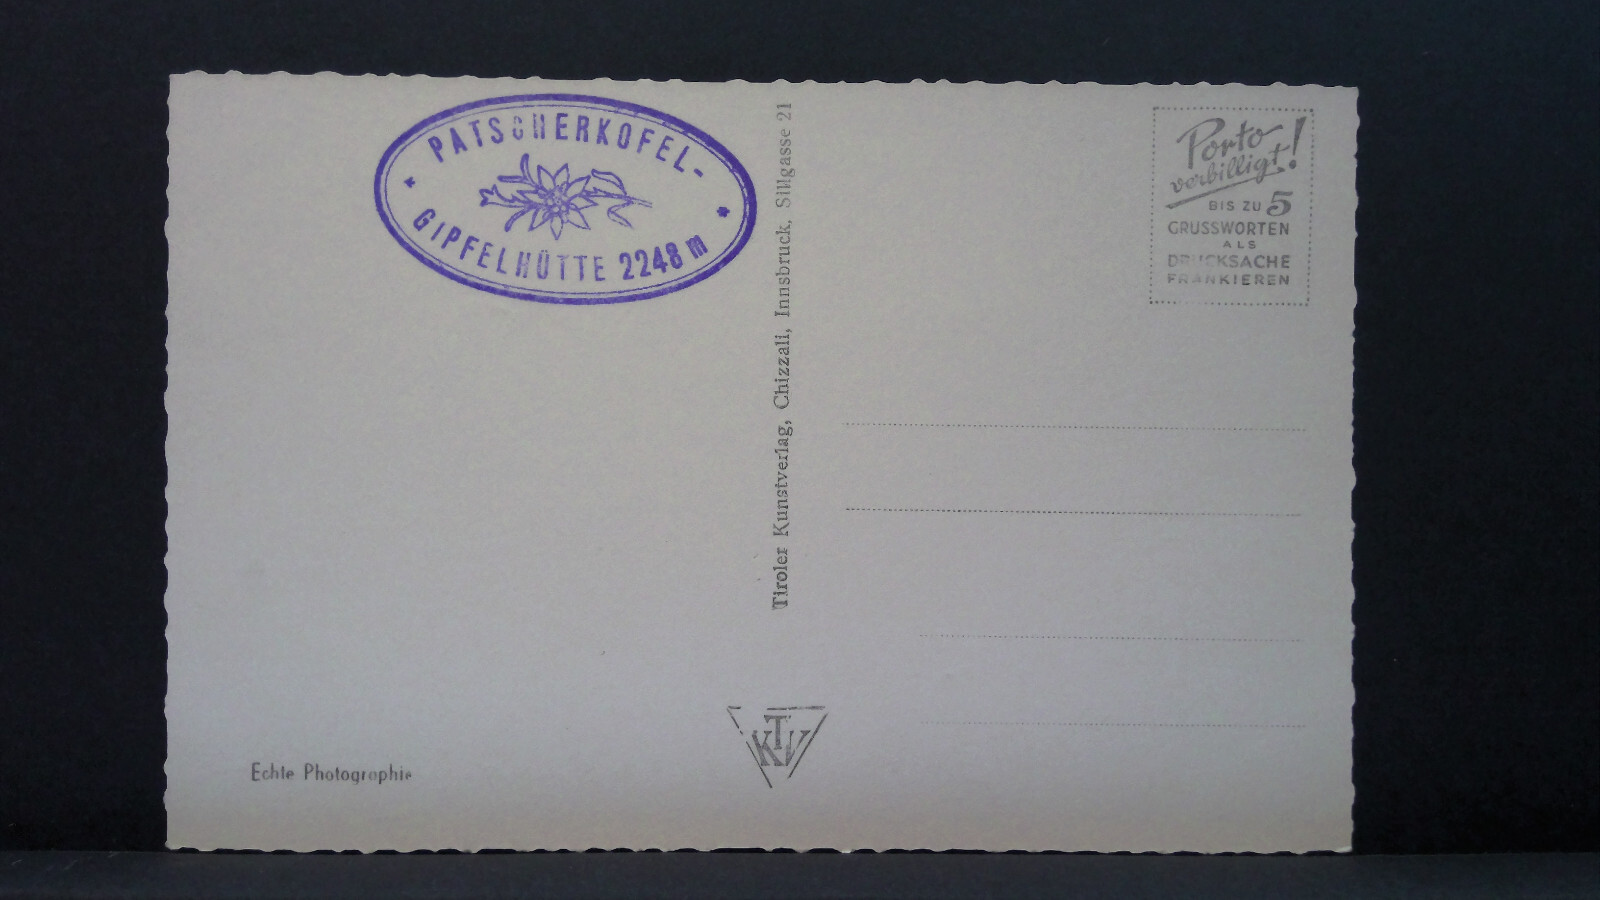 PATSCHERKOFEL-
GIPFELHÜTTE 2248 m
Tiroler Kunstverlag, Chizzali, Innsbruck, Sillgasse 21
Porto
verbilligt!
BIS ZU 5
GRUSSWORTEN
ALS
DRUCKSACHE
FRANKIEREN
KTV
Echte Photographie